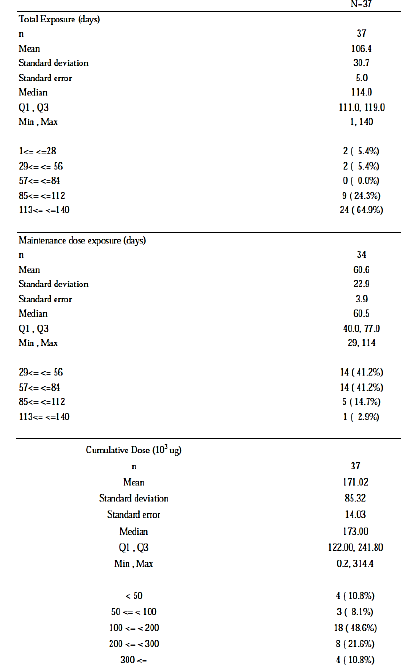 N=37
Total Exposure (days)
n 37
Mean 106.4
Standard deviation 30.7
Standard error 5.0
Median 114.0
Q1 , Q3 111.0, 119.0
Min , Max 1, 140
1<= <=28 2 ( 5.4%)
29<= <= 56 2 ( 5.4%)
57<= <=84 0 ( 0.0%)
85<= <=112 9 ( 24.3%)
113<= <=140 24 ( 64.9%)
Maintenance dose exposure (days)
n 34
Mean 60.6
Standard deviation 22.9
Standard error 3.9
Median 60.5
Q1 , Q3 40.0, 77.0
Min , Max 29, 114
29<= <= 56 14 ( 41.2%)
57<= <=84 14 ( 41.2%)
85<= <=112 5 ( 14.7%)
113<= <=140 1 ( 2.9%)
Cumulative Dose (10³ ug)
n 37
Mean 171.02
Standard deviation 85.32
Standard error 14.03
Median 173.00
Q1 , Q3 122.00, 241.80
Min , Max 0.2, 314.4
< 50 4 ( 10.8%)
50 <= < 100 3 ( 8.1%)
100 <= < 200 18 ( 48.6%)
200 <= < 300 8 ( 21.6%)
300 <= 4 ( 10.8%)